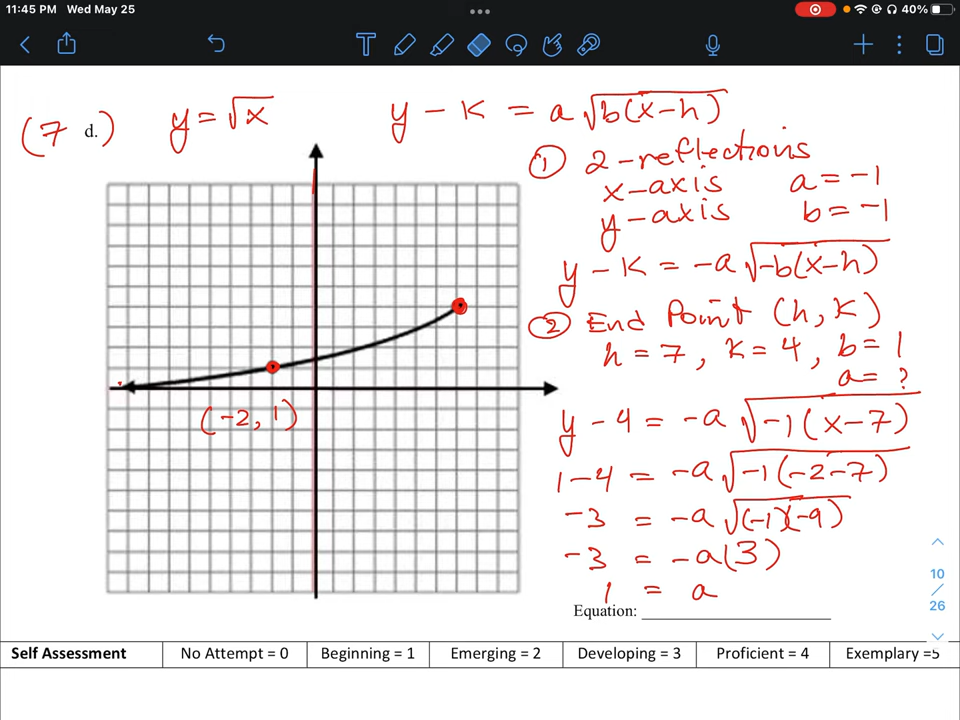 11:45 PM Wed May 25
40%
(7 d.) y = √x y - k = a√b(x-h)
① 2-reflections
x-axis a = -1
y-axis b = -1
y - k = -a√-b(x-h)
② End Point (h, k)
h = 7, k = 4, b = 1
a = ?
y - 4 = -a√-1(x-7)
(-2, 1)
1-4 = -a√-1(-2-7)
-3 = -a√(-1)(-9)
-3 = -a(3)
1 = a
Equation: ____________________
10
/
26
Self Assessment No Attempt = 0 Beginning = 1 Emerging = 2 Developing = 3 Proficient = 4 Exemplary =5